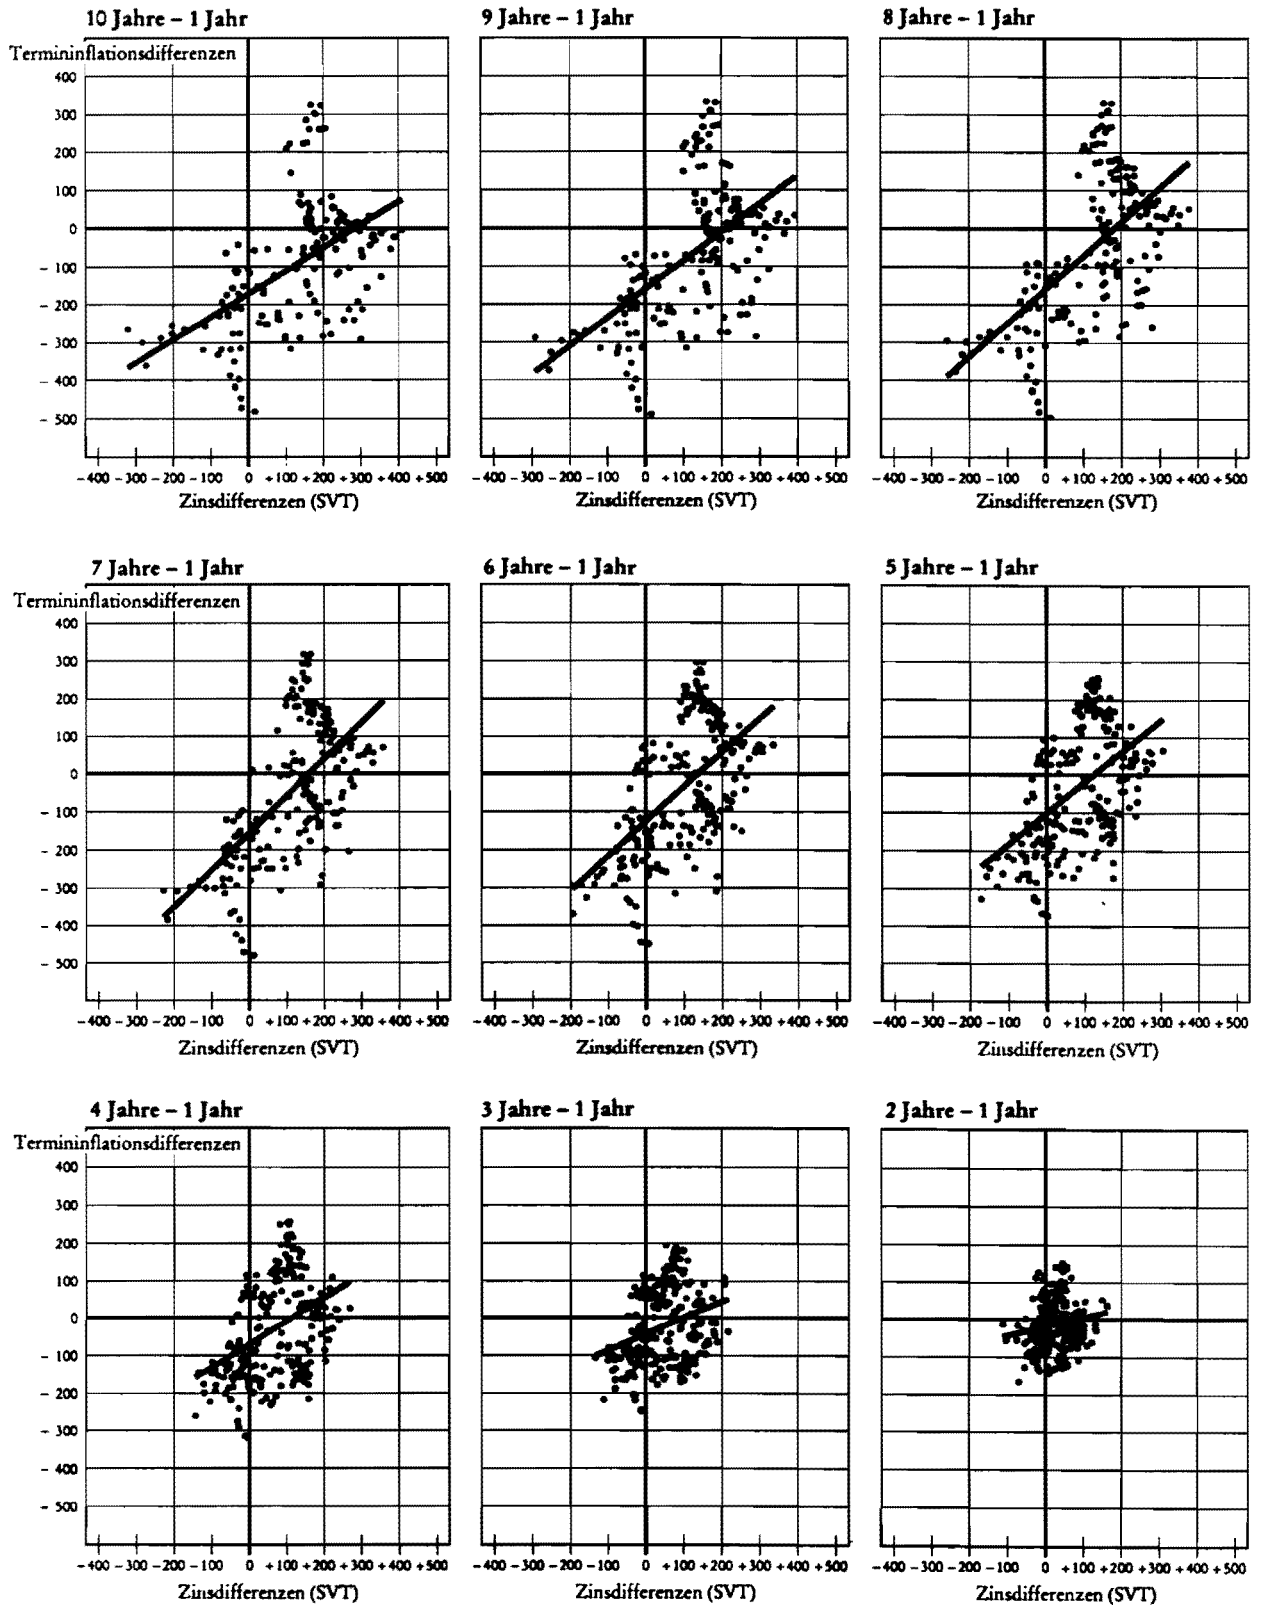 10 Jahre – 1 Jahr
9 Jahre – 1 Jahr
8 Jahre – 1 Jahr
Termininflationsdifferenzen
400
300
200
100
0
– 100
– 200
– 300
– 400
– 500
–400 –300 –200 –100 0 +100 +200 +300 +400 +500
–400 –300 –200 –100 0 +100 +200 +300 +400 +500
–400 –300 –200 –100 0 +100 +200 +300 +400 +500
Zinsdifferenzen (SVT)
Zinsdifferenzen (SVT)
Zinsdifferenzen (SVT)
7 Jahre – 1 Jahr
6 Jahre – 1 Jahr
5 Jahre – 1 Jahr
Termininflationsdifferenzen
400
300
200
100
0
– 100
– 200
– 300
– 400
– 500
–400 –300 –200 –100 0 +100 +200 +300 +400 +500
–400 –300 –200 –100 0 +100 +200 +300 +400 +500
–400 –300 –200 –100 0 +100 +200 +300 +400 +500
Zinsdifferenzen (SVT)
Zinsdifferenzen (SVT)
Zinsdifferenzen (SVT)
4 Jahre – 1 Jahr
3 Jahre – 1 Jahr
2 Jahre – 1 Jahr
Termininflationsdifferenzen
400
300
200
100
0
– 100
– 200
– 300
– 400
– 500
–400 –300 –200 –100 0 +100 +200 +300 +400 +500
–400 –300 –200 –100 0 +100 +200 +300 +400 +500
–400 –300 –200 –100 0 +100 +200 +300 +400 +500
Zinsdifferenzen (SVT)
Zinsdifferenzen (SVT)
Zinsdifferenzen (SVT)